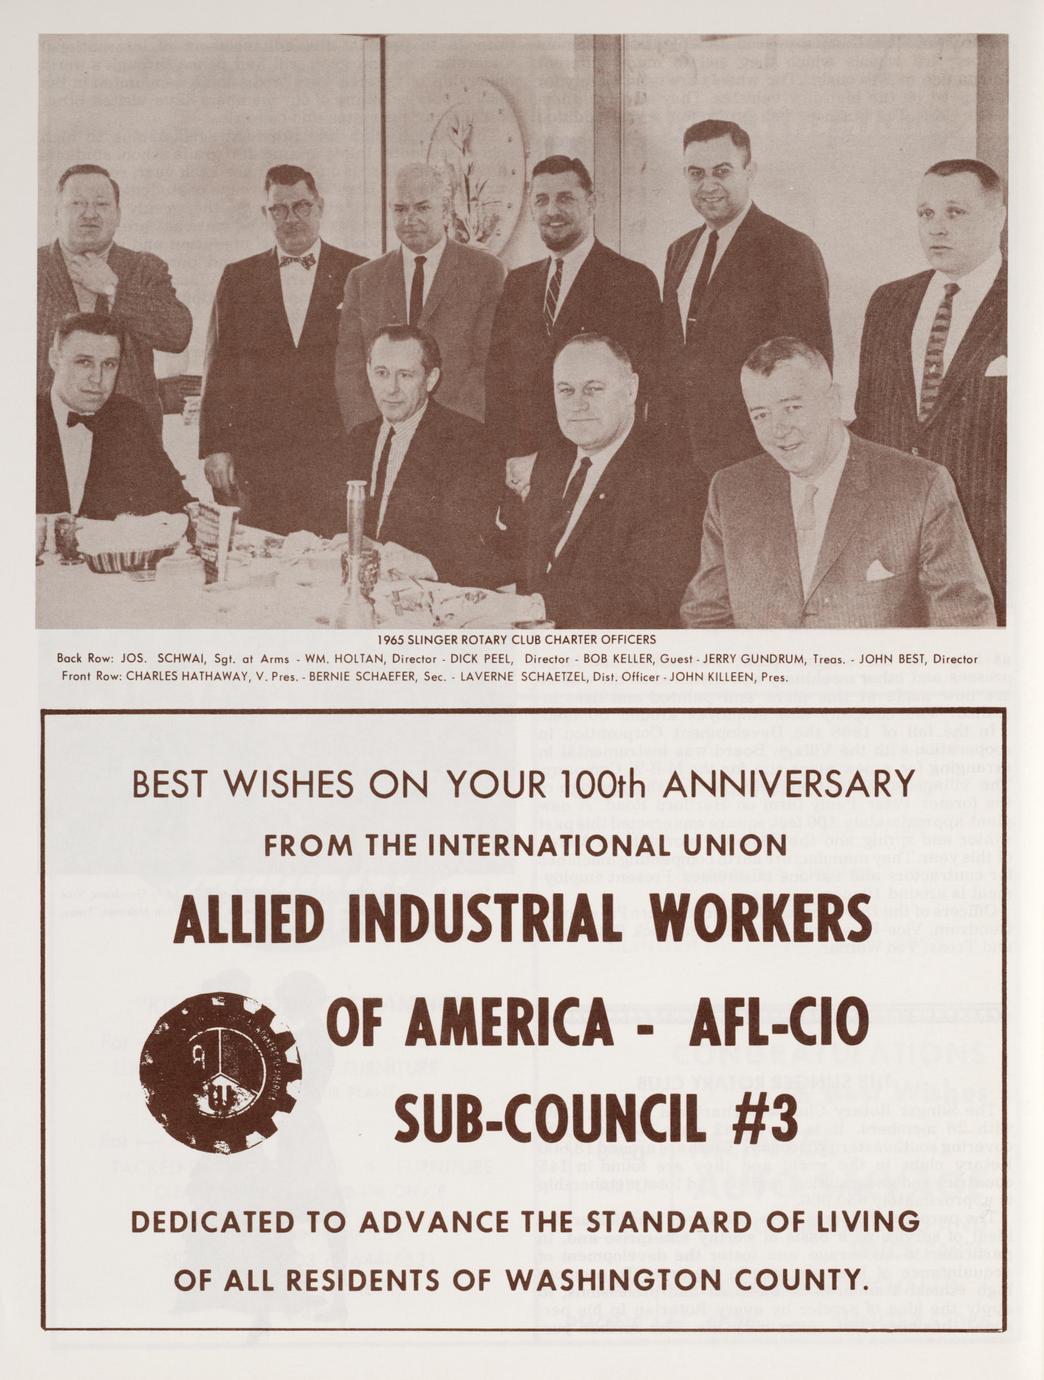 1965 SLINGER ROTARY CLUB CHARTER OFFICERS
Back Row: JOS. SCHWAI, Sgt. at Arms - WM. HOLTAN, Director - DICK PEEL, Director - BOB KELLER, Guest - JERRY GUNDRUM, Treas. - JOHN BEST, Director
Front Row: CHARLES HATHAWAY, V. Pres. - BERNIE SCHAEFER, Sec. - LAVERNE SCHAETZEL, Dist. Officer - JOHN KILLEEN, Pres.
BEST WISHES ON YOUR 100th ANNIVERSARY
FROM THE INTERNATIONAL UNION
ALLIED INDUSTRIAL WORKERS
OF AMERICA - AFL-CIO
SUB-COUNCIL #3
DEDICATED TO ADVANCE THE STANDARD OF LIVING
OF ALL RESIDENTS OF WASHINGTON COUNTY.